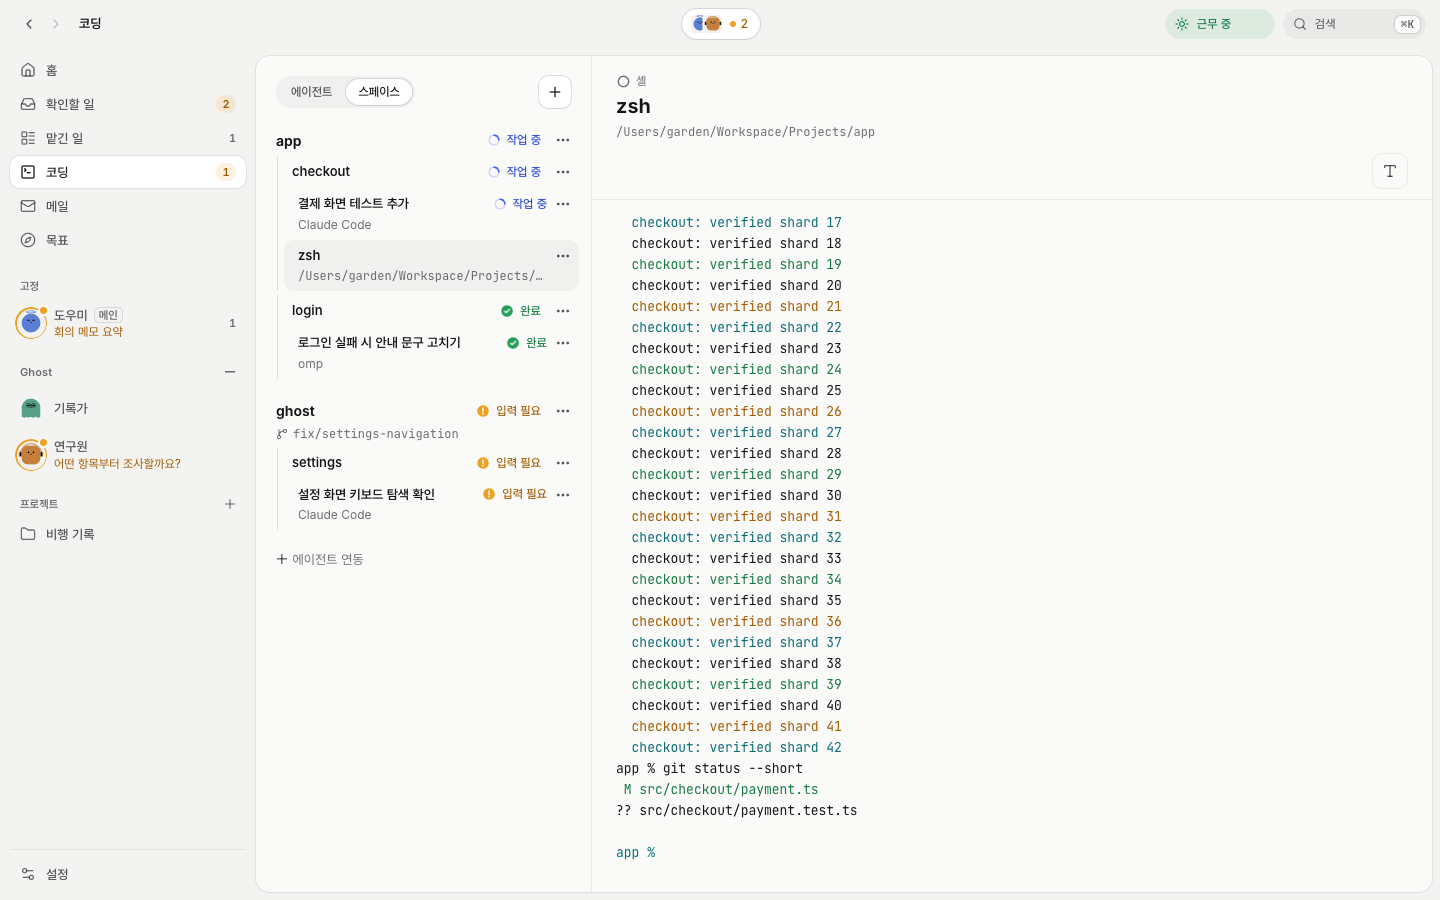 코딩
2
근무 중
검색
⌘K
홈
확인할 일
2
맡긴 일
1
코딩
1
메일
목표
고정
도우미
메인
회의 메모 요약
1
Ghost
기록가
연구원
어떤 항목부터 조사할까요?
프로젝트
비행 기록
설정
에이전트
스페이스
app
작업 중
checkout
작업 중
결제 화면 테스트 추가
작업 중
Claude Code
zsh
/Users/garden/Workspace/Projects/…
login
완료
로그인 실패 시 안내 문구 고치기
완료
omp
ghost
입력 필요
fix/settings-navigation
settings
입력 필요
설정 화면 키보드 탐색 확인
입력 필요
Claude Code
에이전트 연동
셸
zsh
/Users/garden/Workspace/Projects/app
checkout: verified shard 17
checkout: verified shard 18
checkout: verified shard 19
checkout: verified shard 20
checkout: verified shard 21
checkout: verified shard 22
checkout: verified shard 23
checkout: verified shard 24
checkout: verified shard 25
checkout: verified shard 26
checkout: verified shard 27
checkout: verified shard 28
checkout: verified shard 29
checkout: verified shard 30
checkout: verified shard 31
checkout: verified shard 32
checkout: verified shard 33
checkout: verified shard 34
checkout: verified shard 35
checkout: verified shard 36
checkout: verified shard 37
checkout: verified shard 38
checkout: verified shard 39
checkout: verified shard 40
checkout: verified shard 41
checkout: verified shard 42
app % git status --short
M src/checkout/payment.ts
?? src/checkout/payment.test.ts
app %